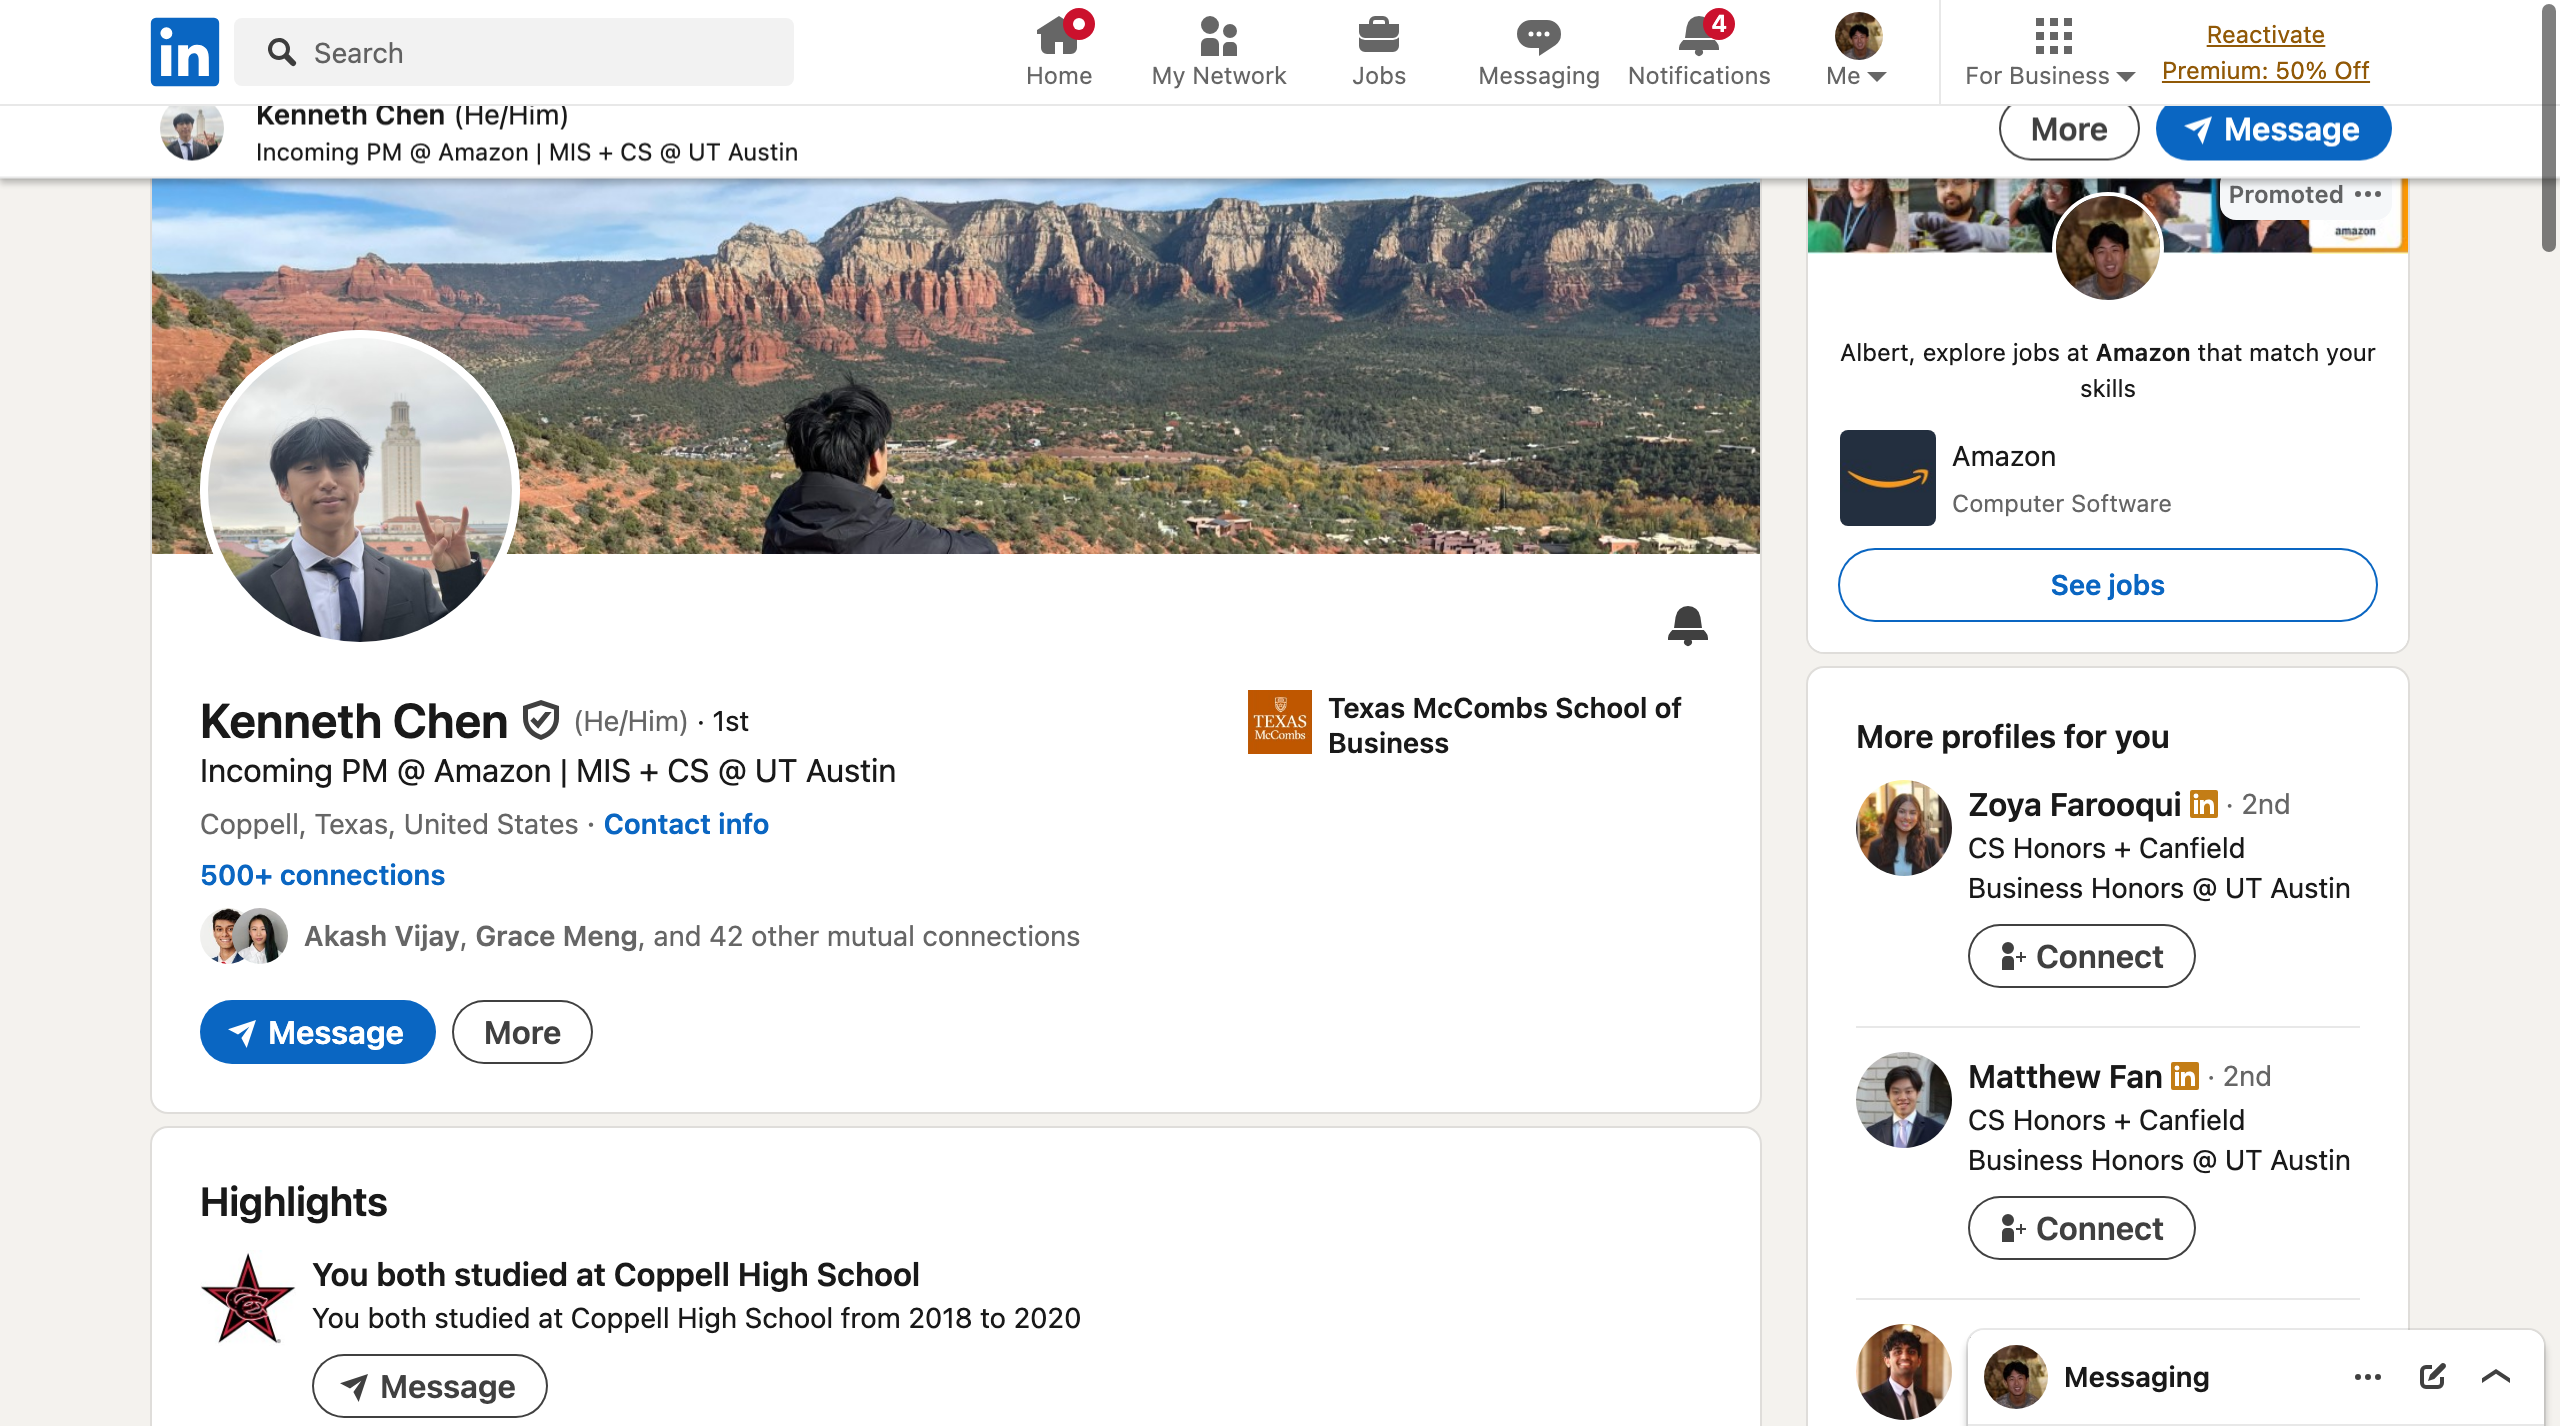 in
Search
Home
My Network
Jobs
Messaging
4
Notifications
Me
For Business
Reactivate
Premium: 50% Off
Kenneth Chen (He/Him)
Incoming PM @ Amazon | MIS + CS @ UT Austin
More
Message
Promoted
amazon
Albert, explore jobs at Amazon that match your
skills
Amazon
Computer Software
See jobs
Kenneth Chen (He/Him) · 1st
Incoming PM @ Amazon | MIS + CS @ UT Austin
Coppell, Texas, United States · Contact info
500+ connections
Akash Vijay, Grace Meng, and 42 other mutual connections
Message
More
TEXAS
McCombs
Texas McCombs School of
Business
Highlights
You both studied at Coppell High School
You both studied at Coppell High School from 2018 to 2020
Message
More profiles for you
Zoya Farooqui in · 2nd
CS Honors + Canfield
Business Honors @ UT Austin
Connect
Matthew Fan in · 2nd
CS Honors + Canfield
Business Honors @ UT Austin
Connect
Messaging